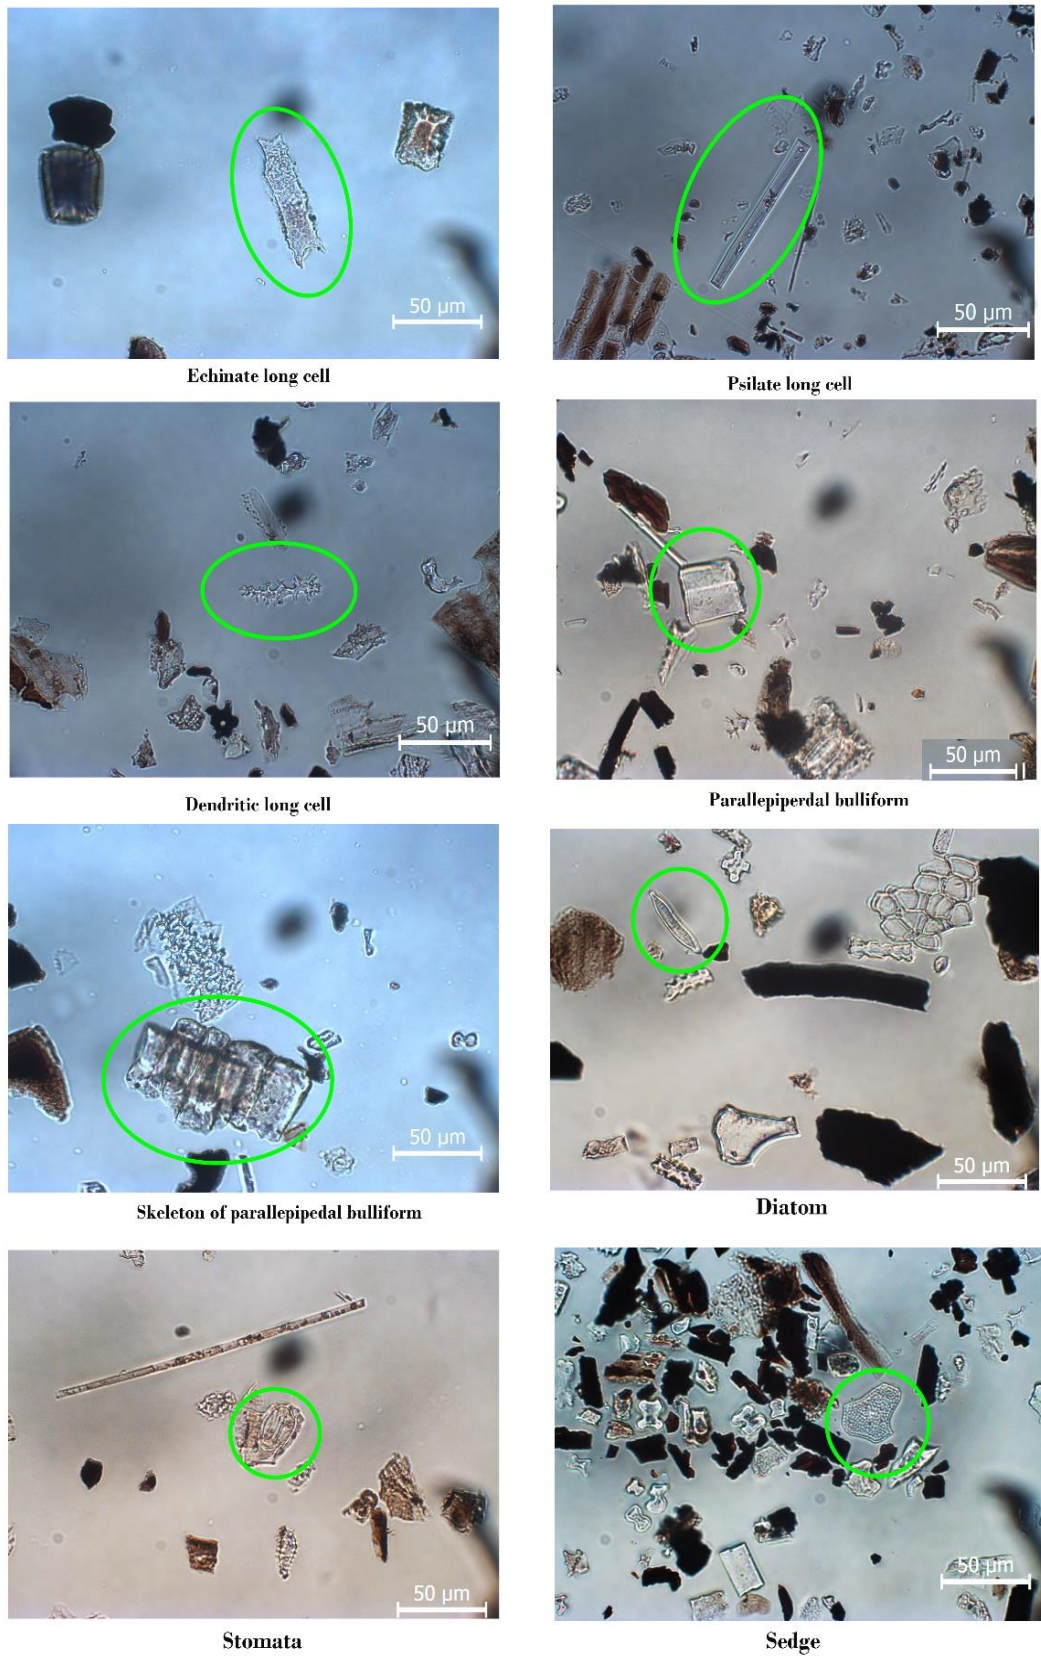 50 µm
50 µm
Echinate long cell
Psilate long cell
50 µm
50 µm
Dendritic long cell
Parallepiperdal bulliform
50 µm
50 µm
Skeleton of parallepipedal bulliform
Diatom
50 µm
50 µm
Stomata
Sedge